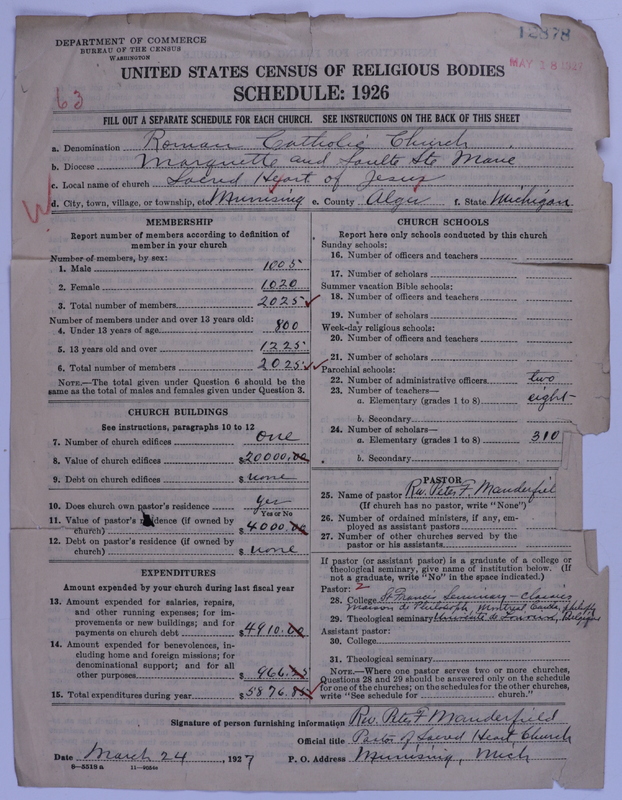 12878
DEPARTMENT OF COMMERCE
BUREAU OF THE CENSUS
WASHINGTON
MAY 18 1927
UNITED STATES CENSUS OF RELIGIOUS BODIES
63
SCHEDULE: 1926
FILL OUT A SEPARATE SCHEDULE FOR EACH CHURCH. SEE INSTRUCTIONS ON THE BACK OF THIS SHEET
a. Denomination Roman Catholic Church
b. Diocese Marquette and Saulte Ste Marie
c. Local name of church Sacred Heart of Jesus
d. City, town, village, or township, etc. Munising e. County Alger f. State Michigan
W
MEMBERSHIP
Report number of members according to definition of
member in your church
Number of members, by sex:
1. Male 1005
2. Female 1020
3. Total number of members 2025
Number of members under and over 13 years old:
4. Under 13 years of age 800
5. 13 years old and over 1225
6. Total number of members 2025
NOTE.—The total given under Question 6 should be the
same as the total of males and females given under Question 3.
CHURCH BUILDINGS
See instructions, paragraphs 10 to 12
7. Number of church edifices One
8. Value of church edifices $20000,00
9. Debt on church edifices $none
10. Does church own pastor's residence Yes
Yes or No
11. Value of pastor's residence (if owned by
church) $4000,00
12. Debt on pastor's residence (if owned by
church) $none
EXPENDITURES
Amount expended by your church during last fiscal year
13. Amount expended for salaries, repairs,
and other running expenses; for im-
provements or new buildings; and for
payments on church debt $4910.00
14. Amount expended for benevolences, in-
cluding home and foreign missions; for
denominational support; and for all
other purposes $966.85
15. Total expenditures during year $5876.85
CHURCH SCHOOLS
Report here only schools conducted by this church
Sunday schools:
16. Number of officers and teachers
17. Number of scholars
Summer vacation Bible schools:
18. Number of officers and teachers
19. Number of scholars
Week-day religious schools:
20. Number of officers and teachers
21. Number of scholars
Parochial schools:
22. Number of administrative officers two
23. Number of teachers—
a. Elementary (grades 1 to 8) eight
b. Secondary
24. Number of scholars—
a. Elementary (grades 1 to 8) 310
b. Secondary
PASTOR
25. Name of pastor Rev. Peter F. Manderfield
(If church has no pastor, write "None")
26. Number of ordained ministers, if any, em-
ployed as assistant pastors
27. Number of other churches served by the
pastor or his assistants
If pastor (or assistant pastor) is a graduate of a college or
theological seminary, give name of institution below. (If
not a graduate, write "No" in the space indicated.)
Pastor: 2
28. College St Francis Seminary - Classics
Maison de Philosophy, Montreal
29. Theological seminary Université de Louvain, Belgium
Assistant pastor:
30. College
31. Theological seminary
NOTE.—Where one pastor serves two or more churches,
Questions 28 and 29 should be answered only on the schedule
for one of the churches; on the schedules for the other churches,
write "See schedule for church."
Signature of person furnishing information Rev. Peter F Manderfield
Official title Pastor of Sacred Heart Church
Date March 24, 1927 P. O. Address Munising, Mich
8-5518 a